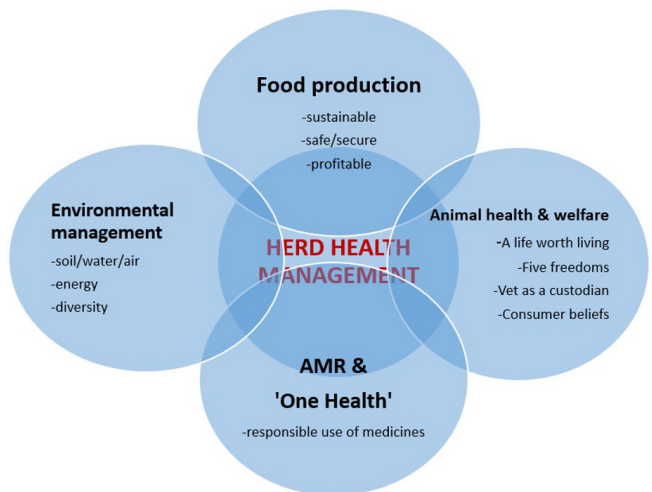 Food production
-sustainable
-safe/secure
-profitable
Environmental
management
-soil/water/air
-energy
-diversity
HERD HEALTH
MANAGEMENT
Animal health & welfare
-A life worth living
-Five freedoms
-Vet as a custodian
-Consumer beliefs
AMR &
'One Health'
-responsible use of medicines